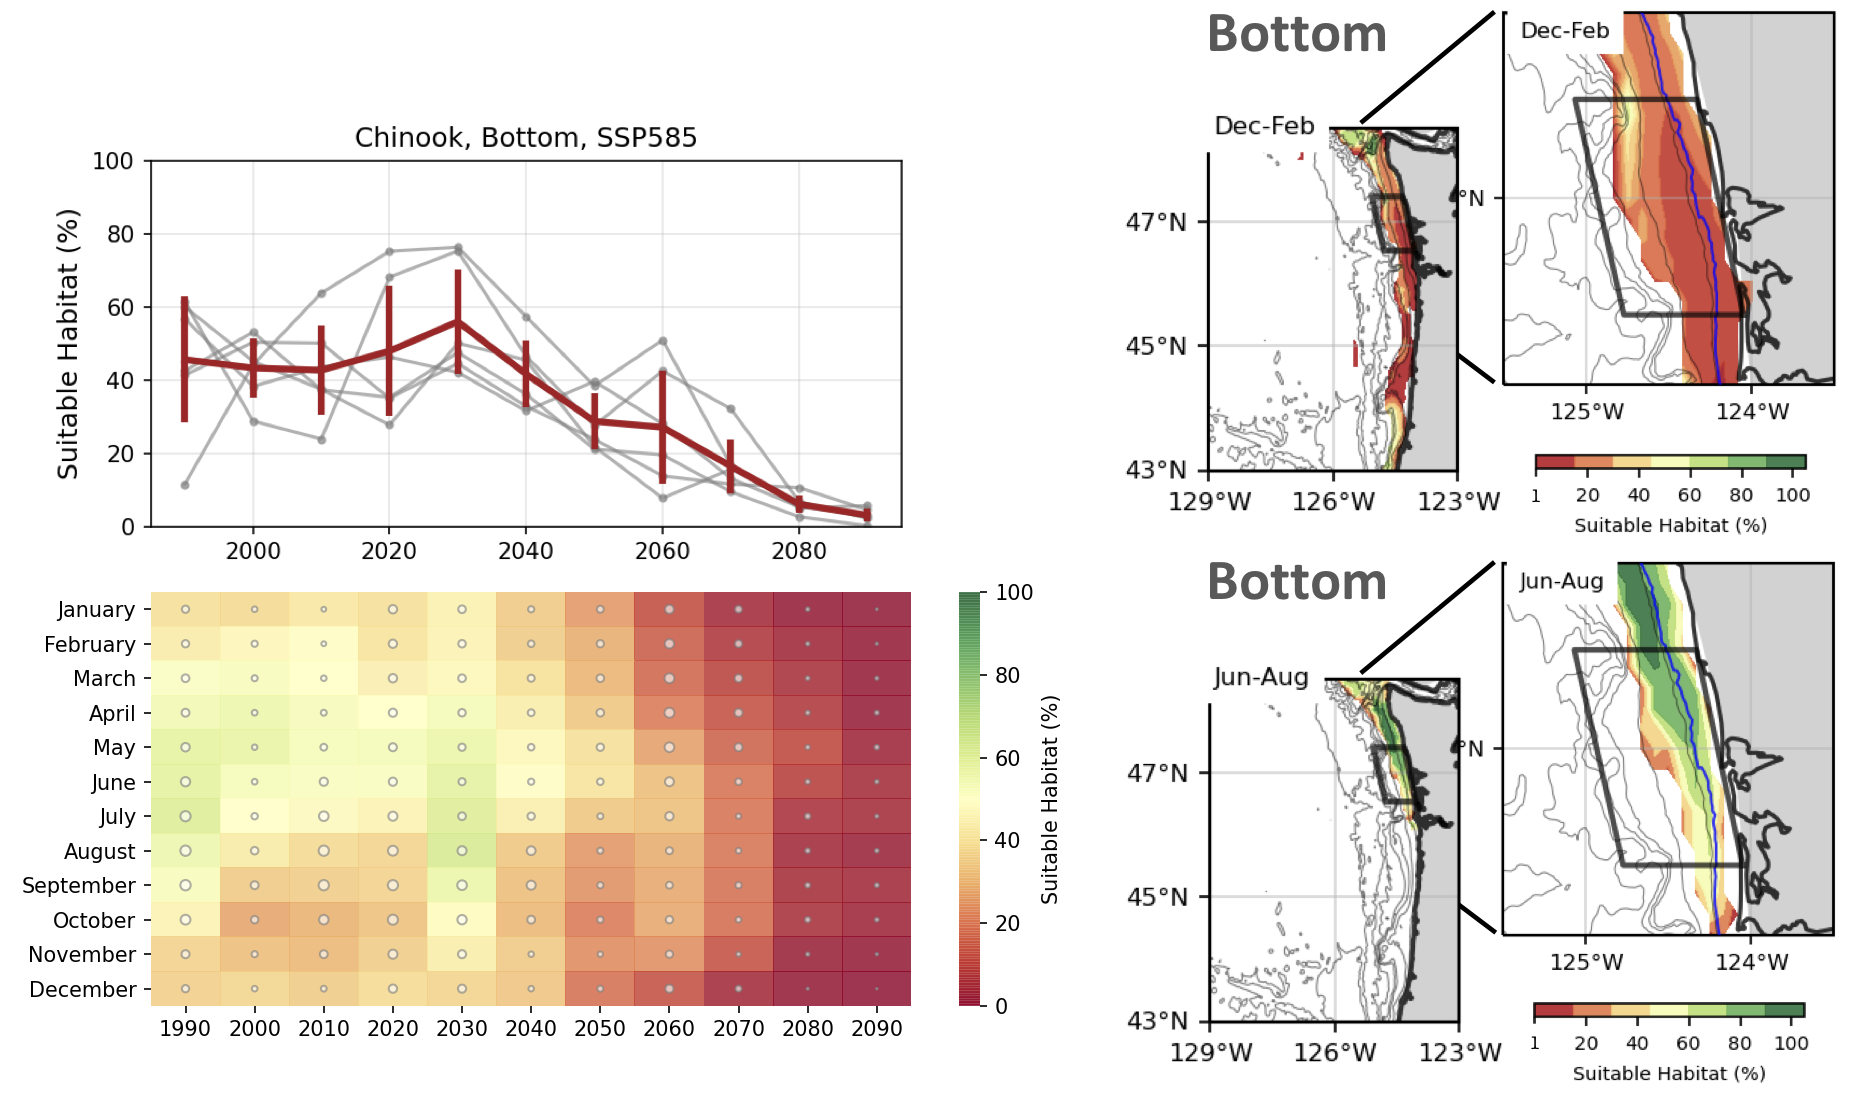 Chinook, Bottom, SSP585
Suitable Habitat (%)
100
80
60
40
20
0
2000 2020 2040 2060 2080
January
February
March
April
May
June
July
August
September
October
November
December
1990 2000 2010 2020 2030 2040 2050 2060 2070 2080 2090
100
80
60
40
20
0
Suitable Habitat (%)
Bottom
Dec-Feb
47°N
45°N
43°N
129°W 126°W 123°W
Dec-Feb
°N
125°W 124°W
1 20 40 60 80 100
Suitable Habitat (%)
Bottom
Jun-Aug
47°N
45°N
43°N
129°W 126°W 123°W
Jun-Aug
°N
125°W 124°W
1 20 40 60 80 100
Suitable Habitat (%)